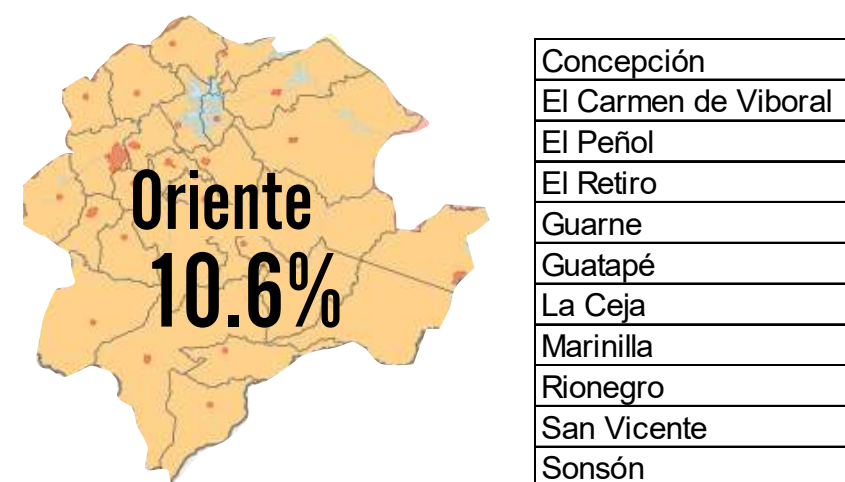 Oriente
10.6%
Concepción
El Carmen de Viboral
El Peñol
El Retiro
Guarne
Guatapé
La Ceja
Marinilla
Rionegro
San Vicente
Sonsón